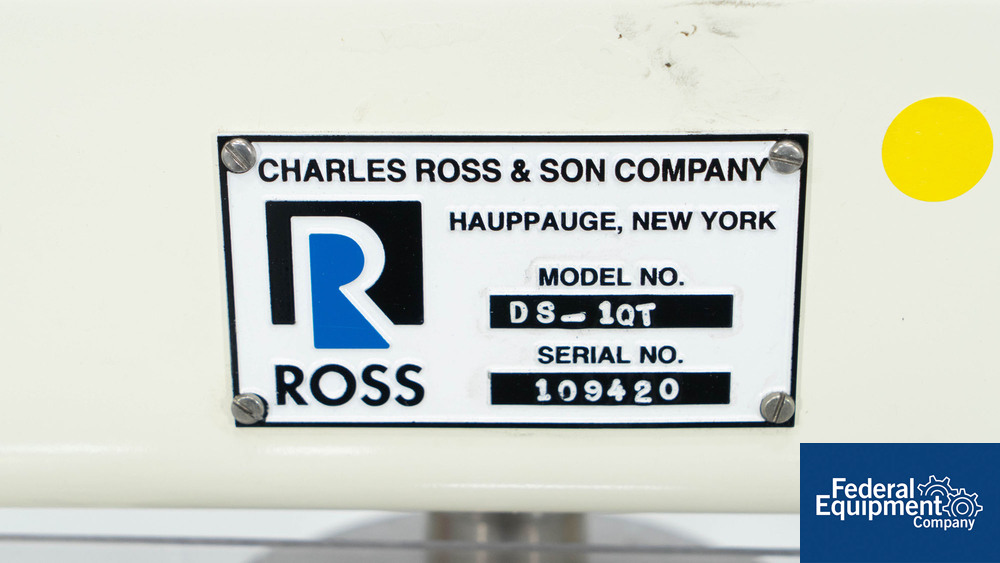 CHARLES ROSS & SON COMPANY
HAUPPAUGE, NEW YORK
R
ROSS
MODEL NO.
DS-1QT
SERIAL NO.
109420
Federal
Equipment
Company